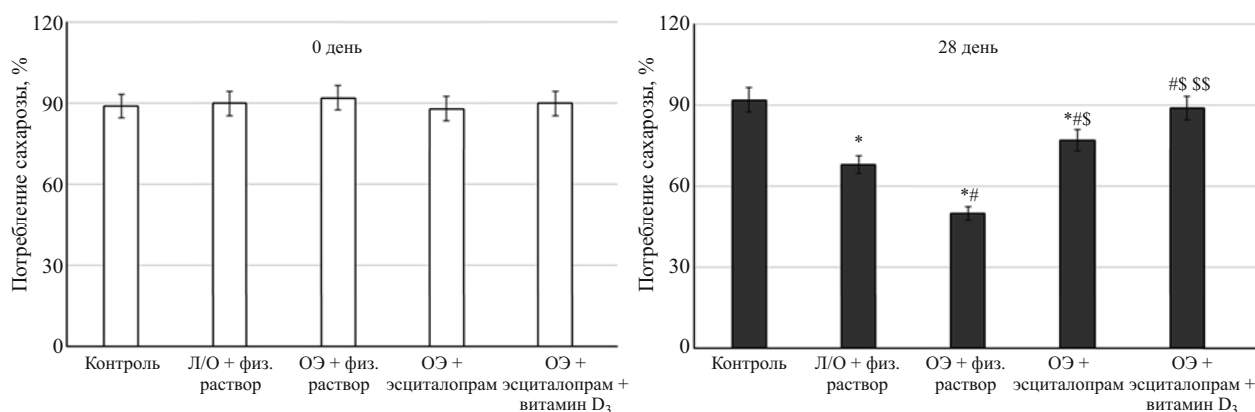 Потребление сахарозы, %
120
90
60
30
0
0 день
Контроль
Л/О + физ.
раствор
ОЭ + физ.
раствор
ОЭ +
эсциталопрам
ОЭ +
эсциталопрам +
витамин D₃
Потребление сахарозы, %
120
90
60
30
0
28 день
*
*#
*#$
#$ $$
Контроль
Л/О + физ.
раствор
ОЭ + физ.
раствор
ОЭ +
эсциталопрам
ОЭ +
эсциталопрам +
витамин D₃